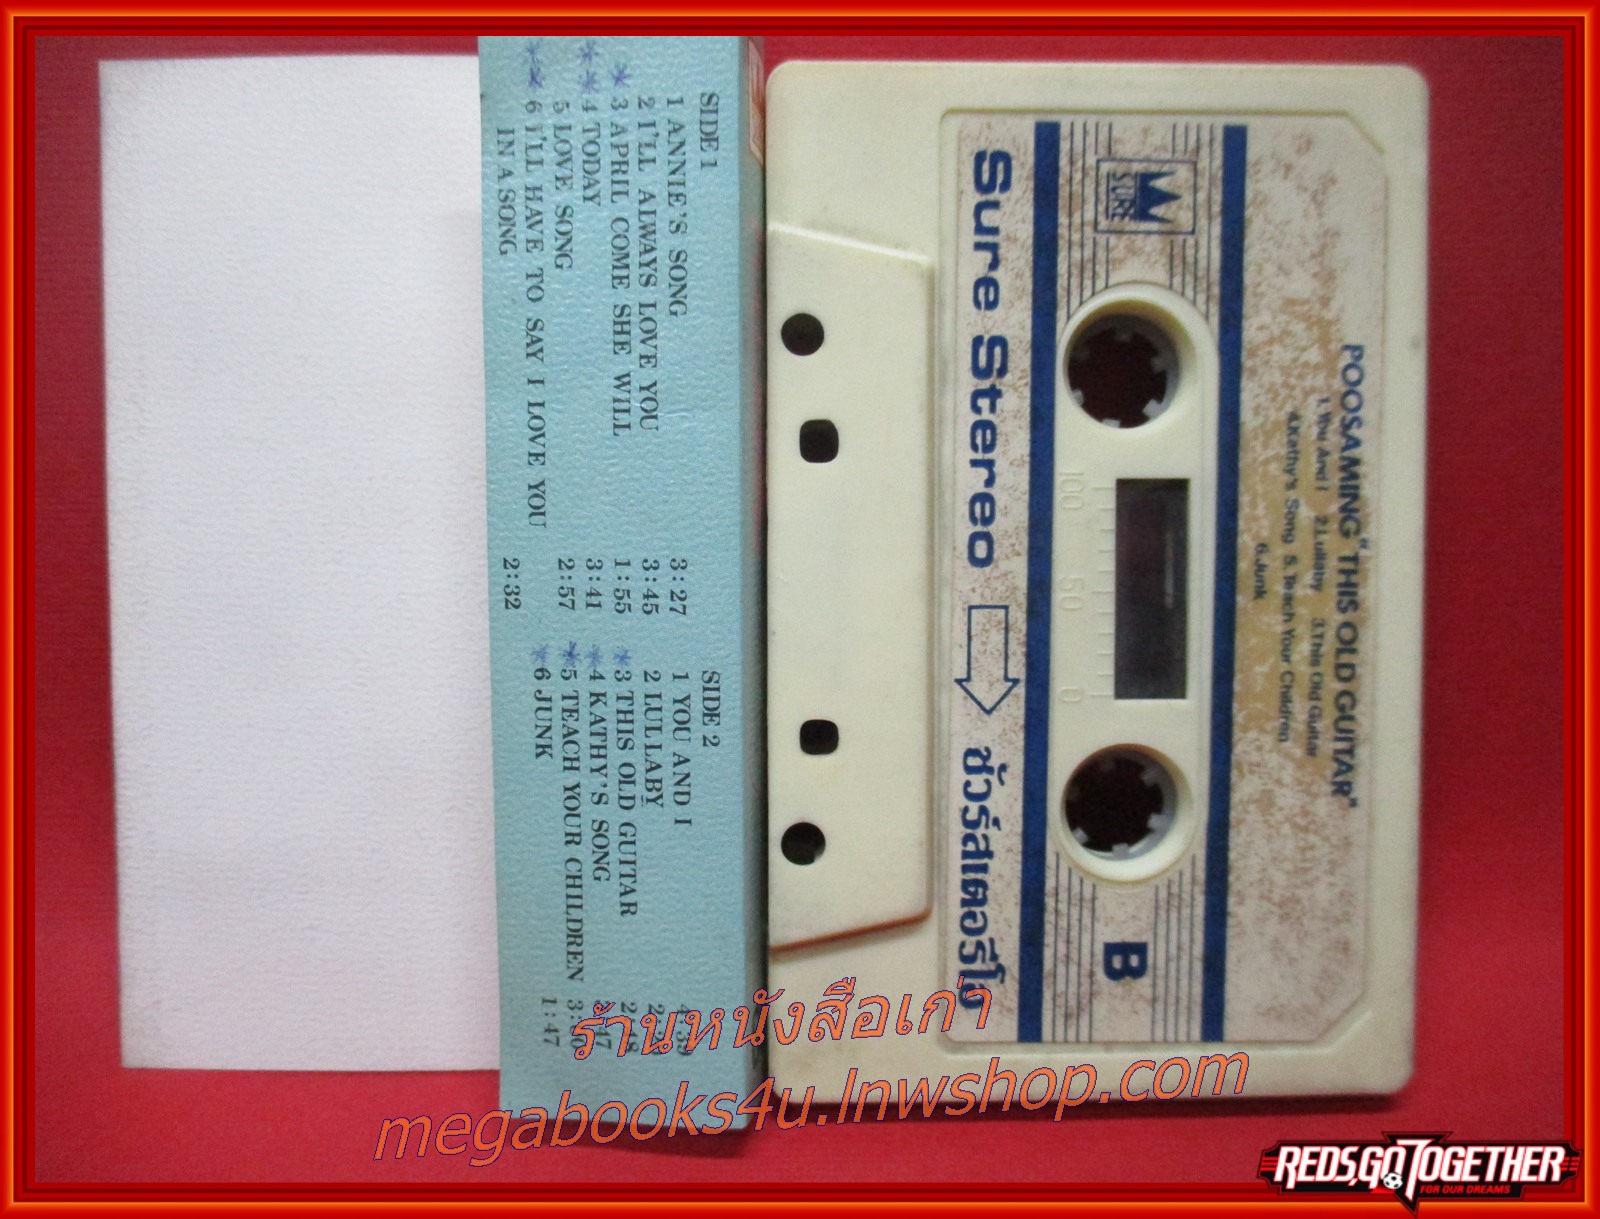 SIDE 1
1 ANNIE'S SONG 3:27
2 I'LL ALWAYS LOVE YOU 3:45
* 3 APRIL COME SHE WILL 1:55
** 4 TODAY 3:41
5 LOVE SONG 2:57
** 6 I'LL HAVE TO SAY I LOVE YOU
IN A SONG 2:32
SIDE 2
1 YOU AND I 4:39
2 LULLABY
* 3 THIS OLD GUITAR
* 4 KATHY'S SONG
* 5 TEACH YOUR CHILDREN
* 6 JUNK 1:47
POOSAMING "THIS OLD GUITAR"
1. You And I 2.Lullaby 3.This Old Guitar
4.Kathy's Song 5. Teach Your Children
6.Junk
SURE
B
100 50 0
Sure Stereo ชัวร์สเตอริโอ
ร้านหนังสือเก่า
megabooks4u.lnwshop.com
REDS,GO TOGETHER
FOR OUR DREAMS